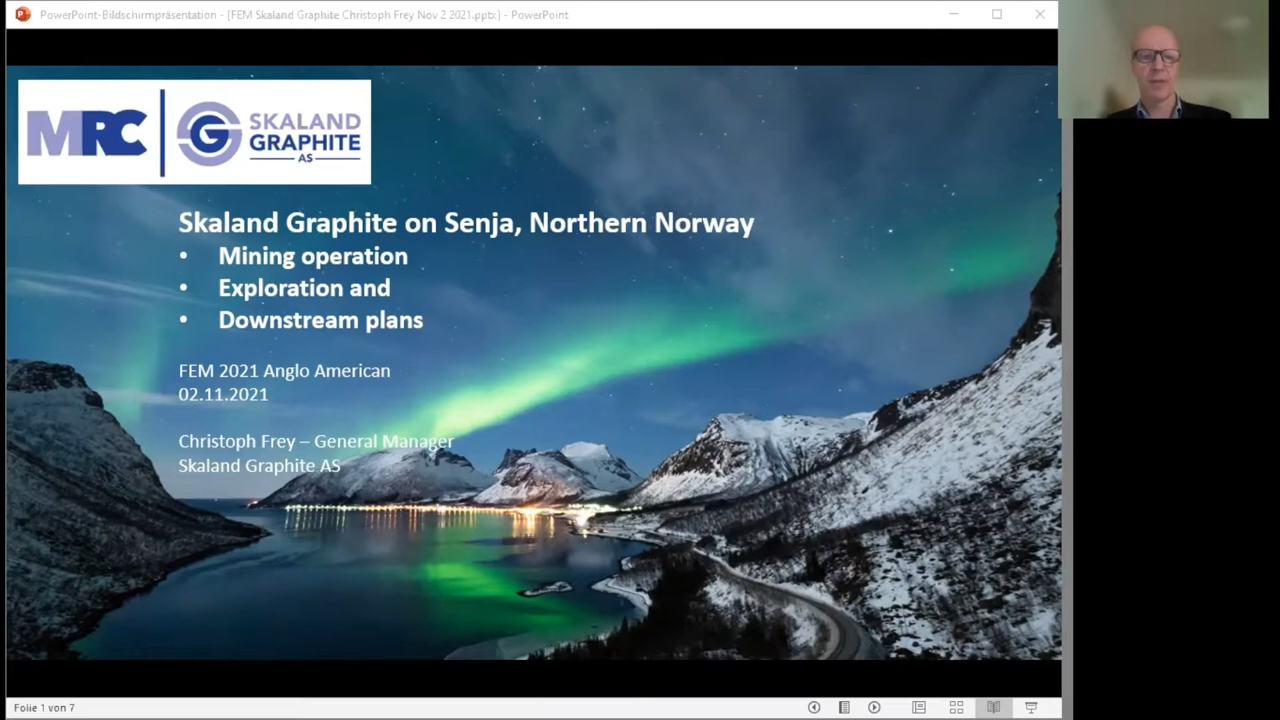 PowerPoint-Bildschirmpräsentation - [FEM Skaland Graphite Christoph Frey Nov 2 2021.pptx] - PowerPoint
MRC
SKALAND
GRAPHITE
AS
Skaland Graphite on Senja, Northern Norway
• Mining operation
• Exploration and
• Downstream plans
FEM 2021 Anglo American
02.11.2021
Christoph Frey – General Manager
Skaland Graphite AS
Folie 1 von 7